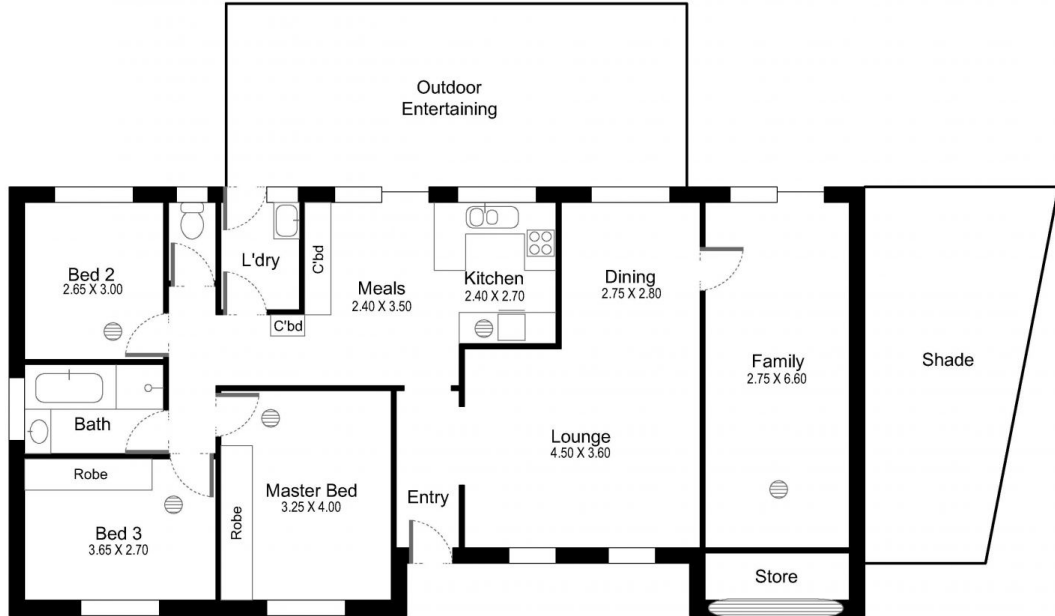 Outdoor
Entertaining
Bed 2
2.65 X 3.00
L'dry
C'bd
C'bd
Meals
2.40 X 3.50
Kitchen
2.40 X 2.70
Dining
2.75 X 2.80
Family
2.75 X 6.60
Shade
Bath
Robe
Bed 3
3.65 X 2.70
Robe
Master Bed
3.25 X 4.00
Entry
Lounge
4.50 X 3.60
Store